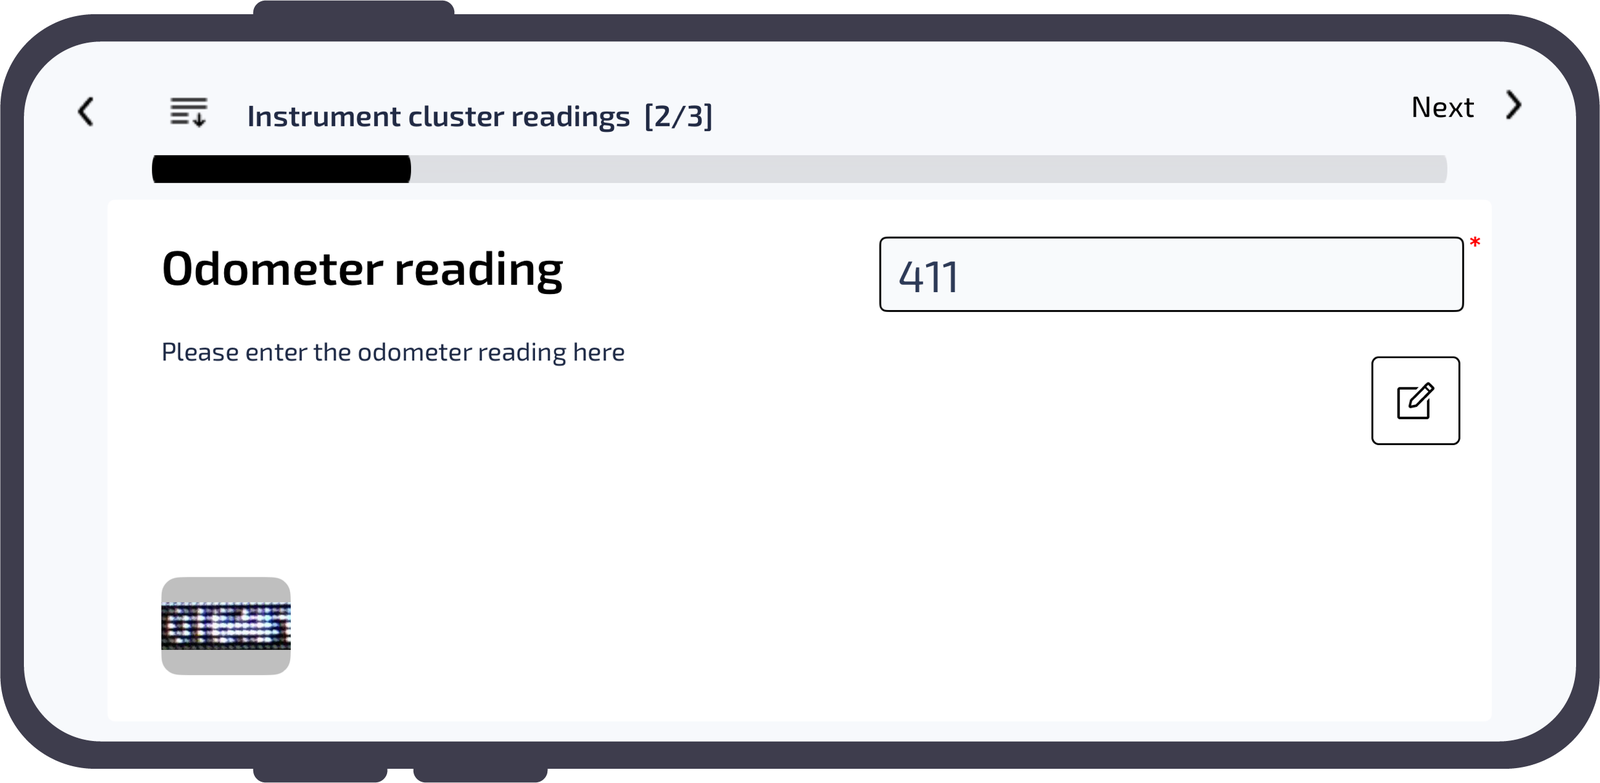 Instrument cluster readings [2/3]
Next
Odometer reading
411
*
Please enter the odometer reading here